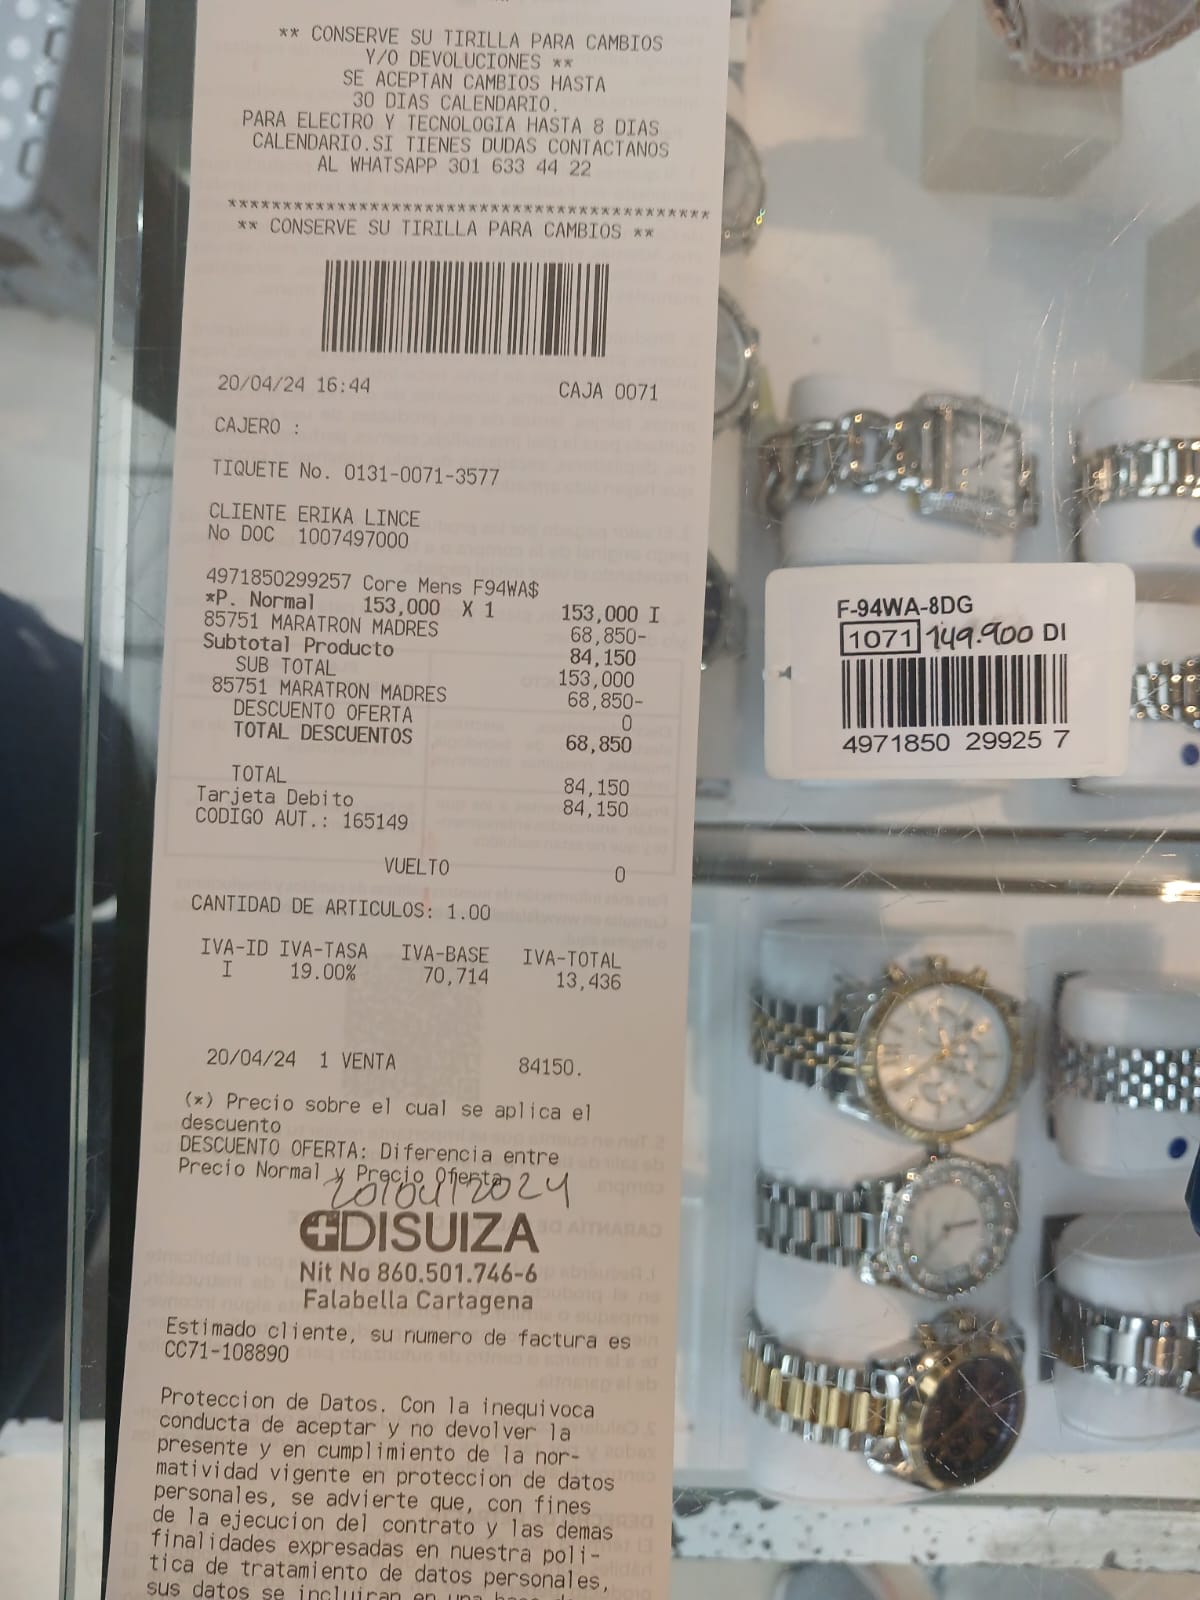 ** CONSERVE SU TIRILLA PARA CAMBIOS
Y/O DEVOLUCIONES **
SE ACEPTAN CAMBIOS HASTA
30 DIAS CALENDARIO.
PARA ELECTRO Y TECNOLOGIA HASTA 8 DIAS
CALENDARIO.SI TIENES DUDAS CONTACTANOS
AL WHATSAPP 301 633 44 22
******************************************
** CONSERVE SU TIRILLA PARA CAMBIOS **
20/04/24 16:44 CAJA 0071
CAJERO :
TIQUETE No. 0131-0071-3577
CLIENTE ERIKA LINCE
No DOC 1007497000
4971850299257 Core Mens F94WA$
*P. Normal 153,000 X 1 153,000 I
85751 MARATRON MADRES 68,850-
Subtotal Producto 84,150
SUB TOTAL 153,000
85751 MARATRON MADRES 68,850-
DESCUENTO OFERTA 0
TOTAL DESCUENTOS 68,850
TOTAL 84,150
Tarjeta Debito 84,150
CODIGO AUT.: 165149
VUELTO 0
CANTIDAD DE ARTICULOS: 1.00
IVA-ID IVA-TASA IVA-BASE IVA-TOTAL
I 19.00% 70,714 13,436
20/04/24 1 VENTA 84150.
(*) Precio sobre el cual se aplica el
descuento
DESCUENTO OFERTA: Diferencia entre
Precio Normal y Precio Oferta
20/04/2024
DISUIZA
Nit No 860.501.746-6
Falabella Cartagena
Estimado cliente, su numero de factura es
CC71-108890
Proteccion de Datos. Con la inequivoca
conducta de aceptar y no devolver la
presente y en cumplimiento de la nor-
matividad vigente en proteccion de datos
personales, se advierte que, con fines
de la ejecucion del contrato y las demas
finalidades expresadas en nuestra poli-
tica de tratamiento de datos personales,
sus datos se incluiran en una base de
F-94WA-8DG
1071 149.900 DI
4971850 29925 7